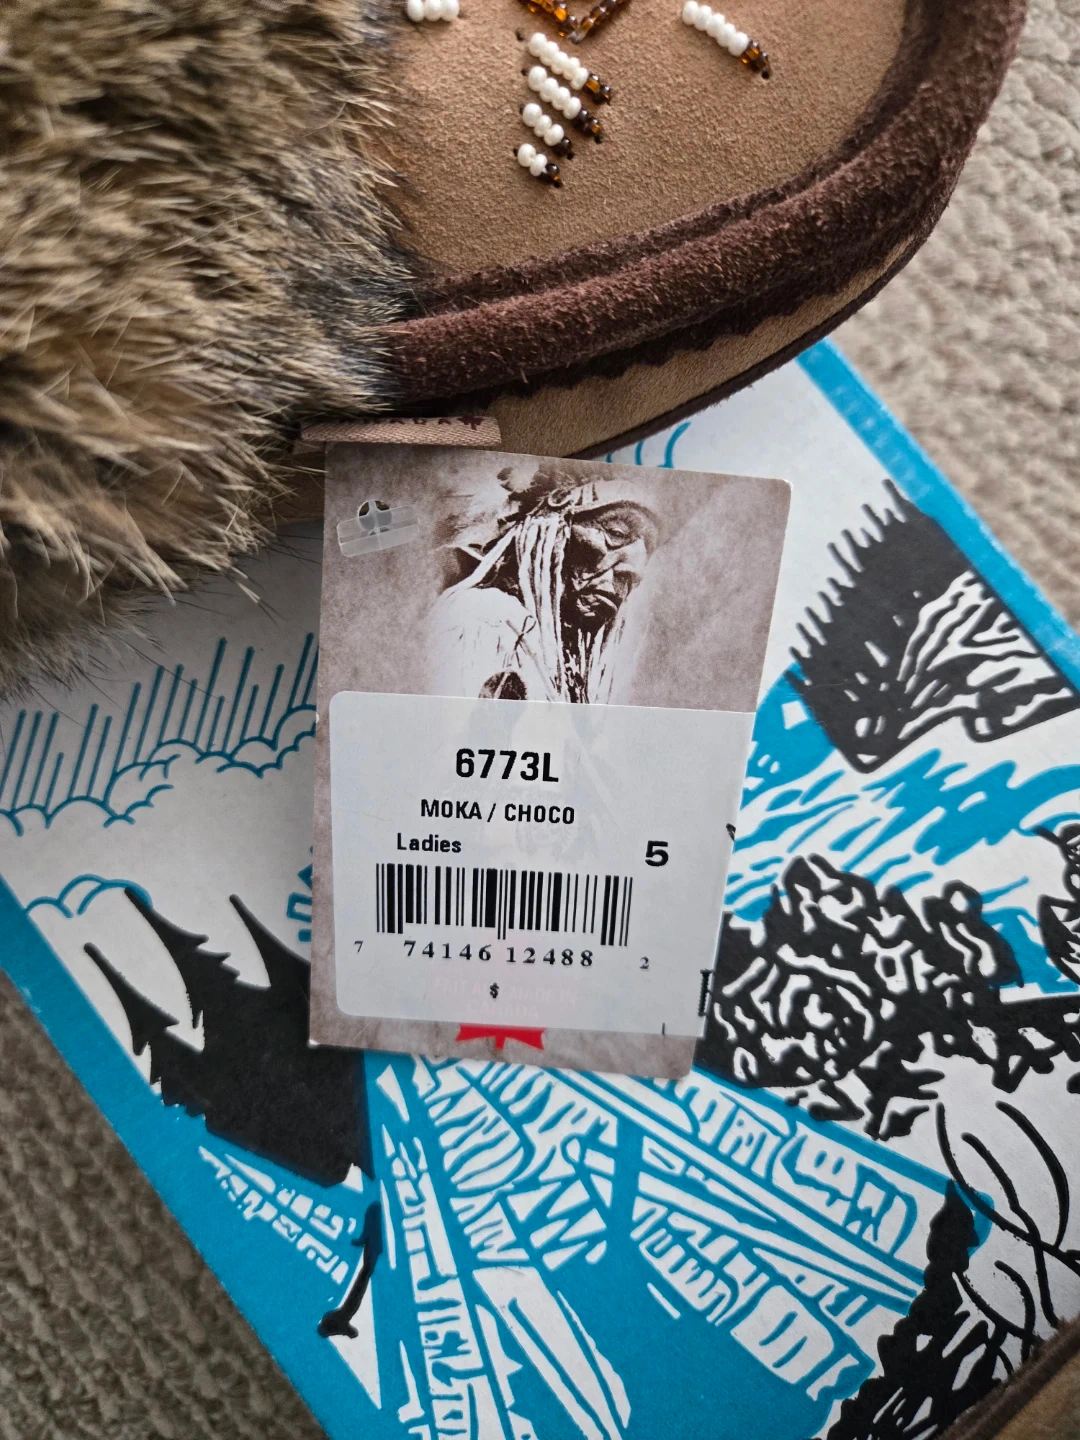 6773L
MOKA / CHOCO
Ladies
5
7 74146 12488 2
$